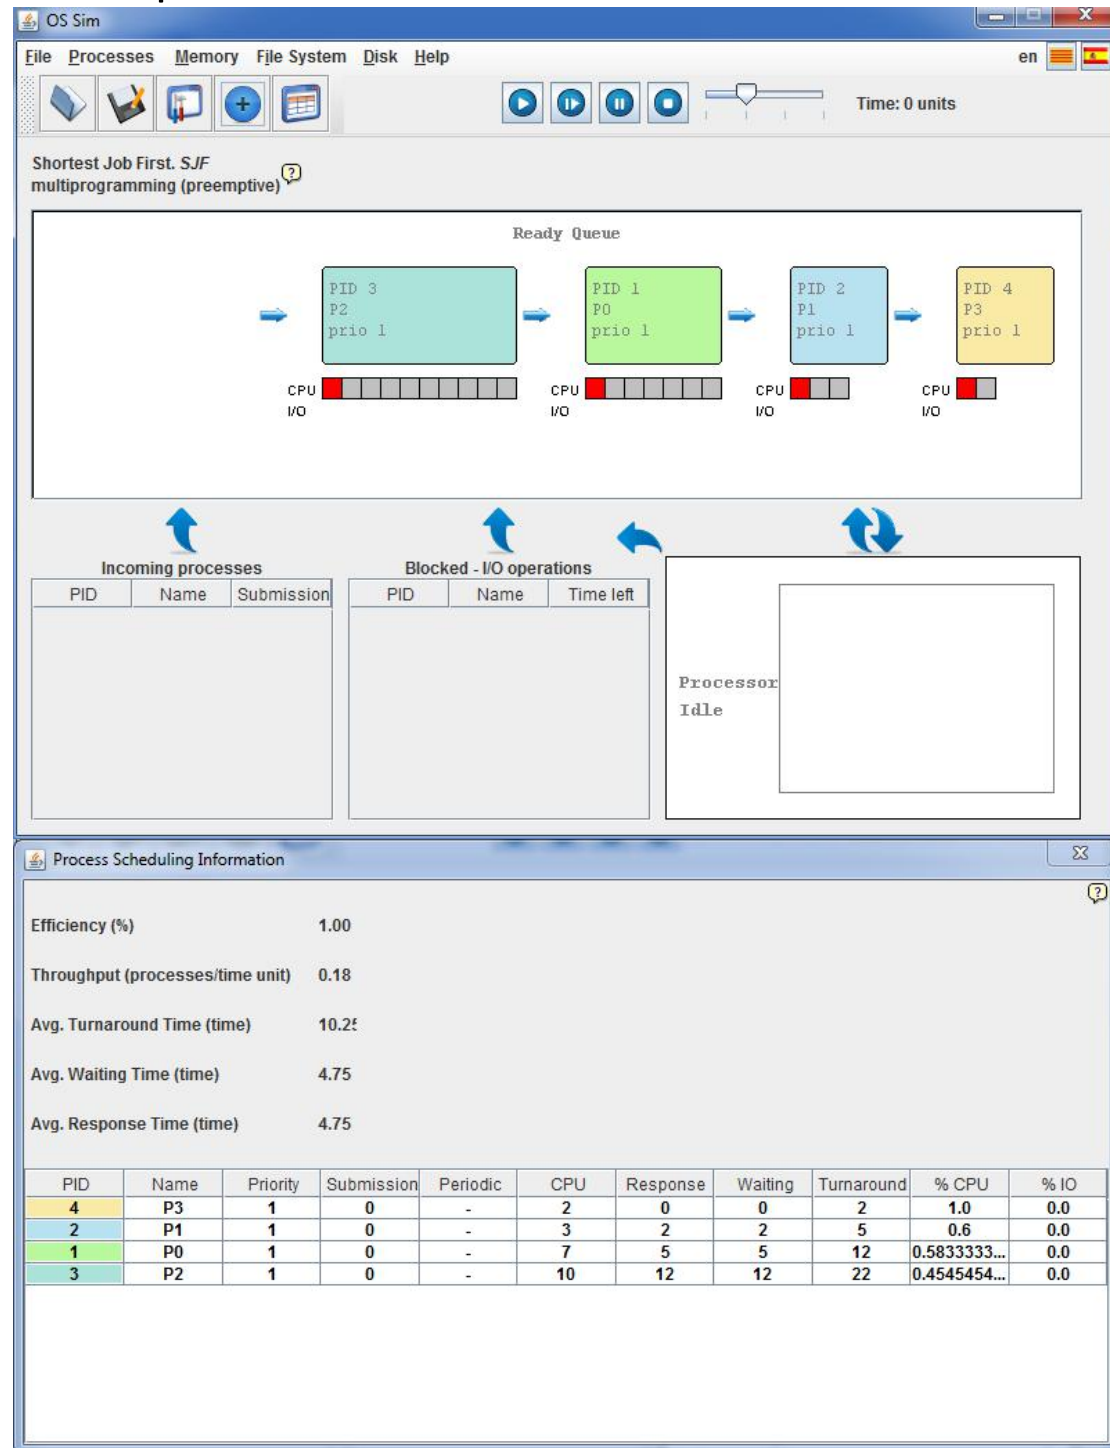 OS Sim
File Processes Memory File System Disk Help en
Time: 0 units
Shortest Job First. SJF
multiprogramming (preemptive)
Ready Queue
PID 3
P2
prio 1
CPU
I/O
PID 1
P0
prio 1
CPU
I/O
PID 2
P1
prio 1
CPU
I/O
PID 4
P3
prio 1
CPU
I/O
Incoming processes
PID Name Submission
Blocked - I/O operations
PID Name Time left
Processor
Idle
Process Scheduling Information
Efficiency (%) 1.00
Throughput (processes/time unit) 0.18
Avg. Turnaround Time (time) 10.25
Avg. Waiting Time (time) 4.75
Avg. Response Time (time) 4.75
PID Name Priority Submission Periodic CPU Response Waiting Turnaround % CPU % IO
4 P3 1 0 - 2 0 0 2 1.0 0.0
2 P1 1 0 - 3 2 2 5 0.6 0.0
1 P0 1 0 - 7 5 5 12 0.5833333... 0.0
3 P2 1 0 - 10 12 12 22 0.4545454... 0.0